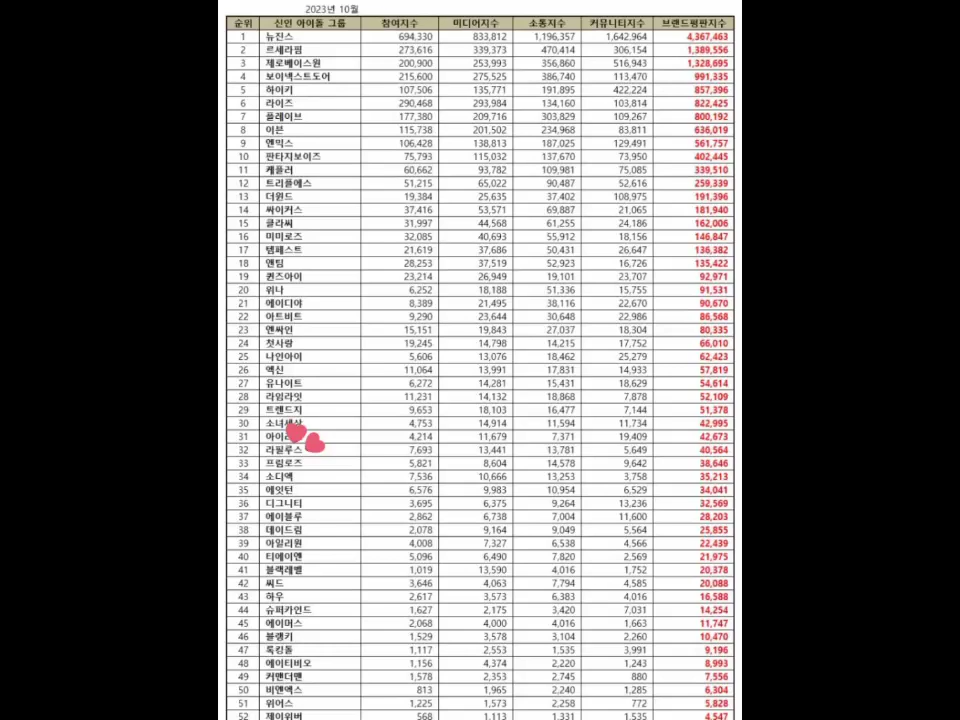 2023년 10월
순위 신인 아이돌 그룹 참여지수 미디어지수 소통지수 커뮤니티지수 브랜드평판지수
1 뉴진스 694,330 833,812 1,196,357 1,642,964 4,367,463
2 르세라핌 273,616 339,373 470,414 306,154 1,389,556
3 제로베이스원 200,900 253,993 356,860 516,943 1,328,695
4 보이넥스트도어 215,600 275,525 386,740 113,470 991,335
5 하이키 107,506 135,771 191,895 422,224 857,396
6 라이즈 290,468 293,984 134,160 103,814 822,425
7 플레이브 177,380 209,716 303,829 109,267 800,192
8 이븐 115,738 201,502 234,968 83,811 636,019
9 엔믹스 106,428 138,813 187,025 129,491 561,757
10 판타지보이즈 75,793 115,032 137,670 73,950 402,445
11 케플러 60,662 93,782 109,981 75,085 339,510
12 트리플에스 51,215 65,022 90,487 52,616 259,339
13 더윈드 19,384 25,635 37,402 108,975 191,396
14 싸이커스 37,416 53,571 69,887 21,065 181,940
15 클라씨 31,997 44,568 61,255 24,186 162,006
16 미미로즈 32,085 40,693 55,912 18,156 146,847
17 템페스트 21,619 37,686 50,431 26,647 136,382
18 앤팀 28,253 37,519 52,923 16,726 135,422
19 퀸즈아이 23,214 26,949 19,101 23,707 92,971
20 위나 6,252 18,188 51,336 15,755 91,531
21 에이디야 8,389 21,495 38,116 22,670 90,670
22 아트비트 9,290 23,644 30,648 22,986 86,568
23 앤싸인 15,151 19,843 27,037 18,304 80,335
24 첫사랑 19,245 14,798 14,215 17,752 66,010
25 나인아이 5,606 13,076 18,462 25,279 62,423
26 엑신 11,064 13,991 17,831 14,933 57,819
27 유나이트 6,272 14,281 15,431 18,629 54,614
28 라임라잇 11,231 14,132 18,868 7,878 52,109
29 트렌드지 9,653 18,103 16,477 7,144 51,378
30 소녀세상 4,753 14,914 11,594 11,734 42,995
31 4,214 11,679 7,371 19,409 42,673
32 라필루스 7,693 13,441 13,781 5,649 40,564
33 프림로즈 5,821 8,604 14,578 9,642 38,646
34 소디엑 7,536 10,666 13,253 3,758 35,213
35 에잇턴 6,576 9,983 10,954 6,529 34,041
36 디그니티 3,695 6,375 9,264 13,236 32,569
37 에이블루 2,862 6,738 7,004 11,600 28,203
38 데이드림 2,078 9,164 9,049 5,564 25,855
39 아일리원 4,008 7,327 6,538 4,566 22,439
40 티에이엔 5,096 6,490 7,820 2,569 21,975
41 블랙레벨 1,019 13,590 4,016 1,752 20,378
42 씨드 3,646 4,063 7,794 4,585 20,088
43 하우 2,617 3,573 6,383 4,016 16,588
44 슈퍼카인드 1,627 2,175 3,420 7,031 14,254
45 에이머스 2,068 4,000 4,016 1,663 11,747
46 블랭키 1,529 3,578 3,104 2,260 10,470
47 록킹돌 1,117 2,553 1,535 3,991 9,196
48 에이티비오 1,156 4,374 2,220 1,243 8,993
49 커맨더맨 1,578 2,353 2,745 880 7,556
50 비맨엑스 813 1,965 2,240 1,285 6,304
51 위어스 1,225 1,573 2,258 772 5,828
52 제이위버 568 1,113 1,331 1,535 4,547